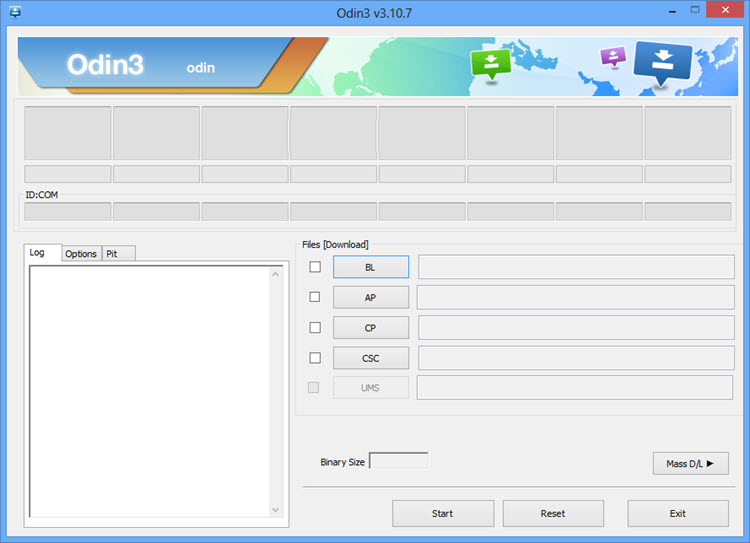 Odin3 v3.10.7
Odin3 odin
ID:COM
Log Options Pit
Files [Download]
BL
AP
CP
CSC
UMS
Binary Size
Mass D/L ▶
Start Reset Exit